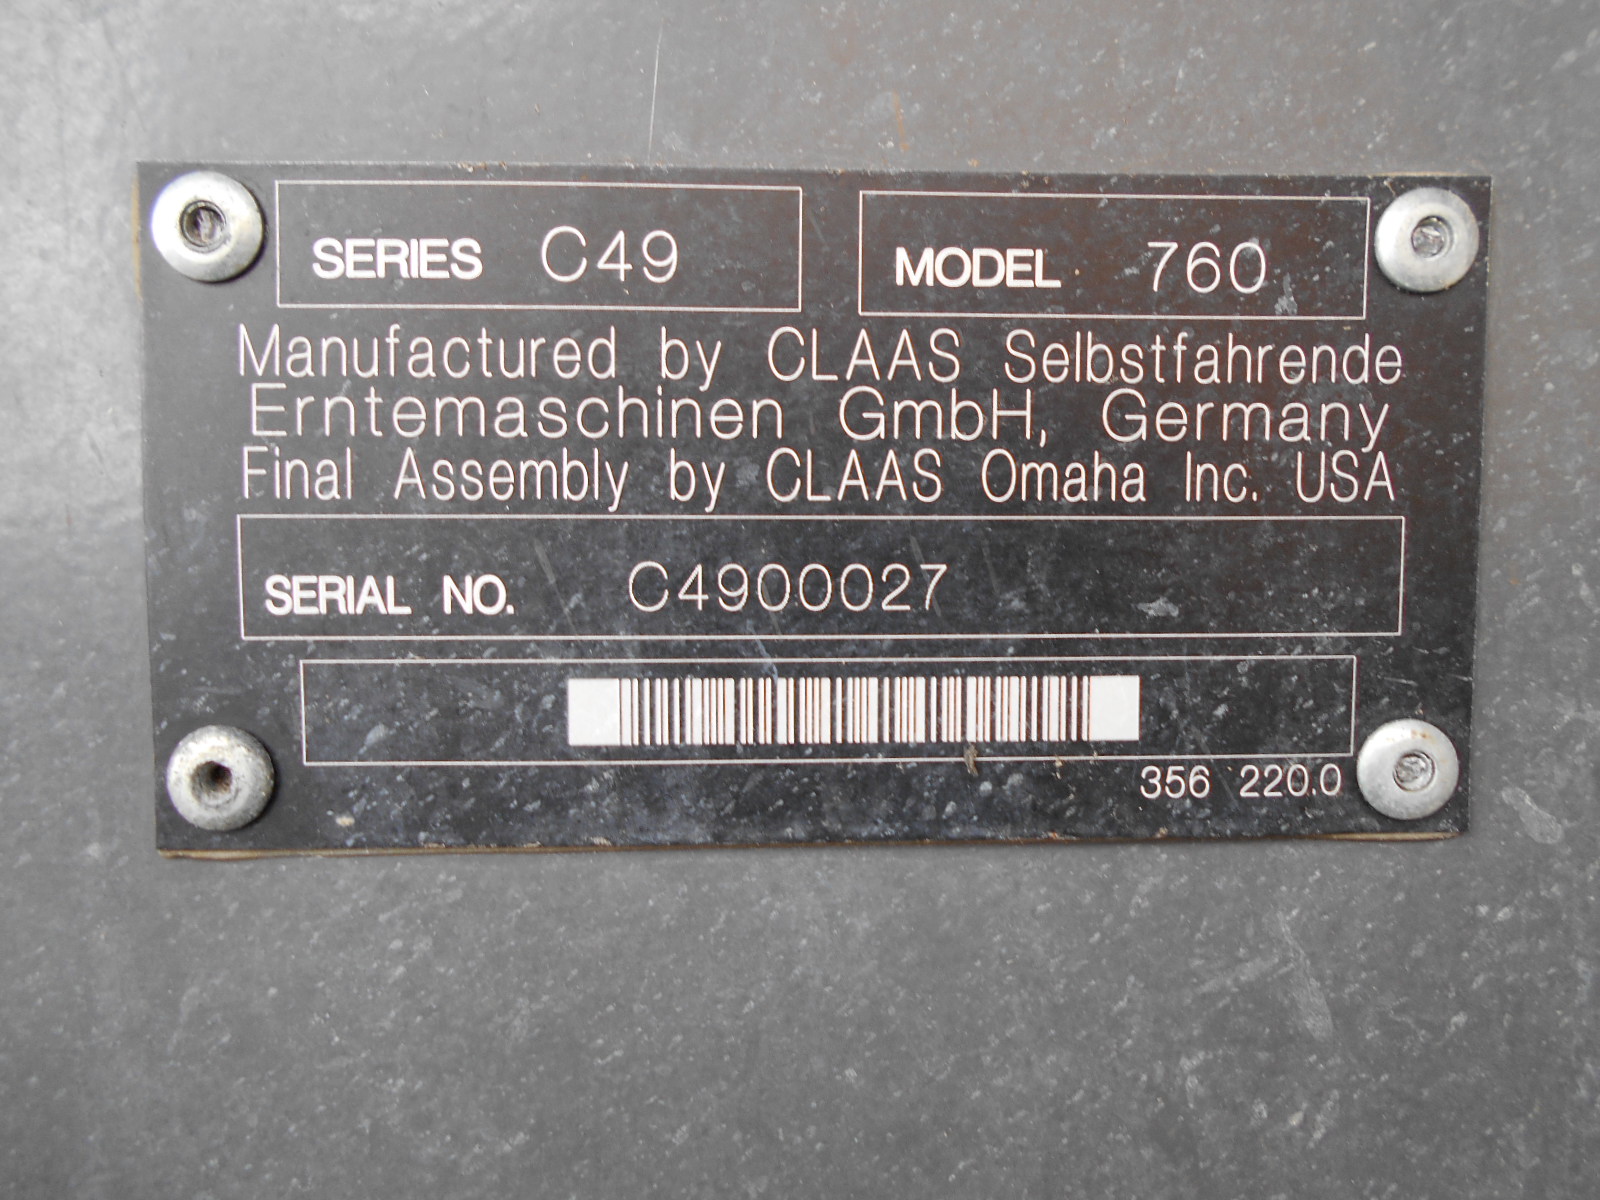 SERIES C49
MODEL 760
Manufactured by CLAAS Selbstfahrende
Erntemaschinen GmbH, Germany
Final Assembly by CLAAS Omaha Inc. USA
SERIAL NO. C4900027
356 220.0